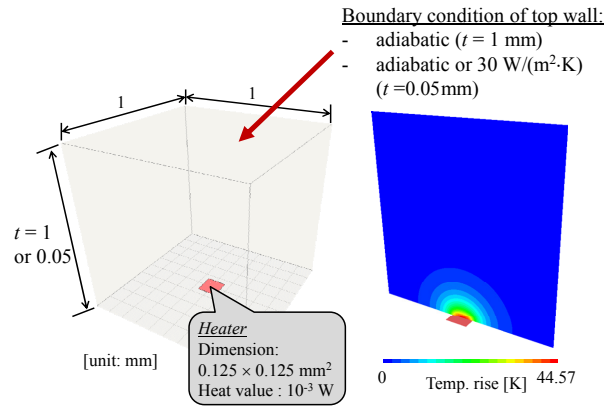 Boundary condition of top wall:
- adiabatic (t = 1 mm)
- adiabatic or 30 W/(m²·K)
(t =0.05mm)
1
1
t = 1
or 0.05
Heater
Dimension:
0.125 × 0.125 mm²
Heat value : 10⁻³ W
[unit: mm]
0
44.57
Temp. rise [K]